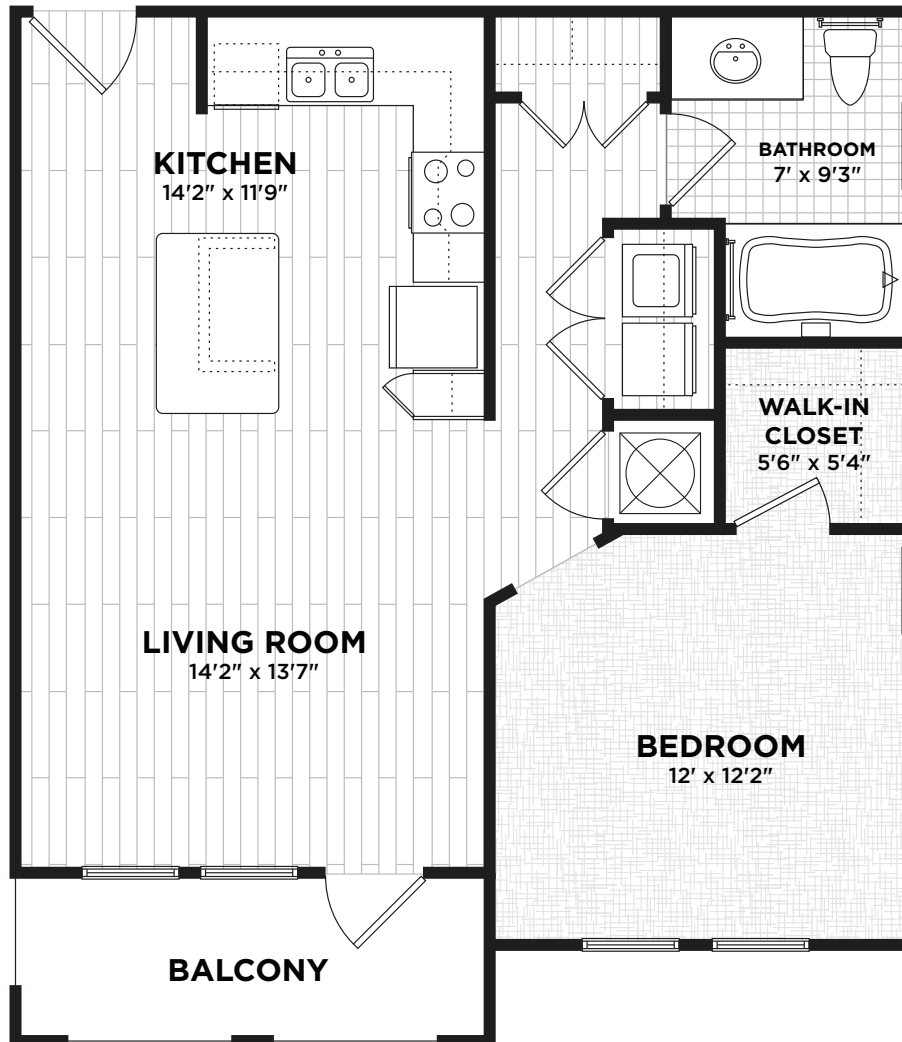 KITCHEN
14'2" x 11'9"
BATHROOM
7' x 9'3"
WALK-IN
CLOSET
5'6" x 5'4"
LIVING ROOM
14'2" x 13'7"
BEDROOM
12' x 12'2"
BALCONY